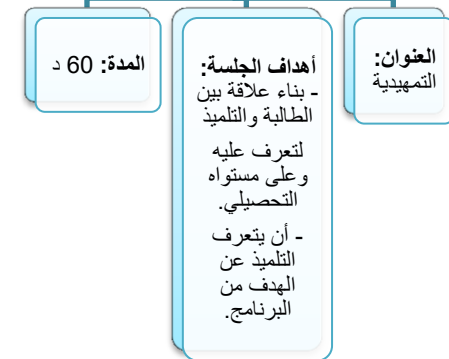 العنوان:
التمهيدية
أهداف الجلسة:
- بناء علاقة بين
الطالبة والتلميذ
لتعرف عليه
وعلى مستواه
التحصيلي.
- أن يتعرف
التلميذ عن
الهدف من
البرنامج.
المدة: 60 د